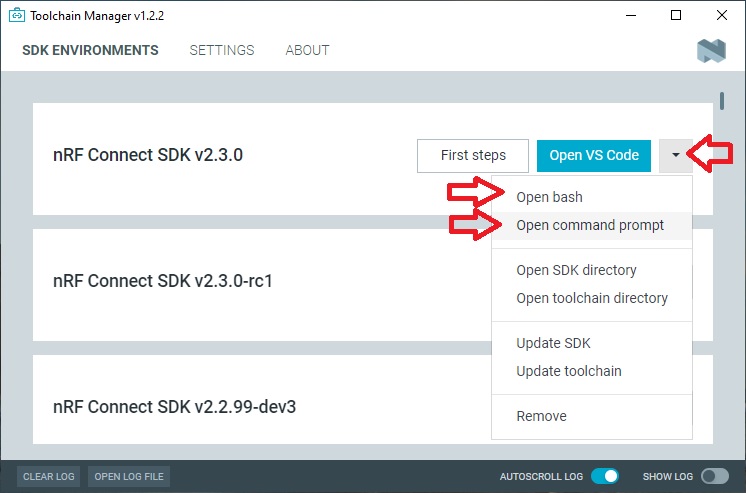 Toolchain Manager v1.2.2
SDK ENVIRONMENTS SETTINGS ABOUT
nRF Connect SDK v2.3.0
First steps
Open VS Code
Open bash
Open command prompt
Open SDK directory
Open toolchain directory
Update SDK
Update toolchain
Remove
nRF Connect SDK v2.3.0-rc1
nRF Connect SDK v2.2.99-dev3
CLEAR LOG OPEN LOG FILE AUTOSCROLL LOG SHOW LOG